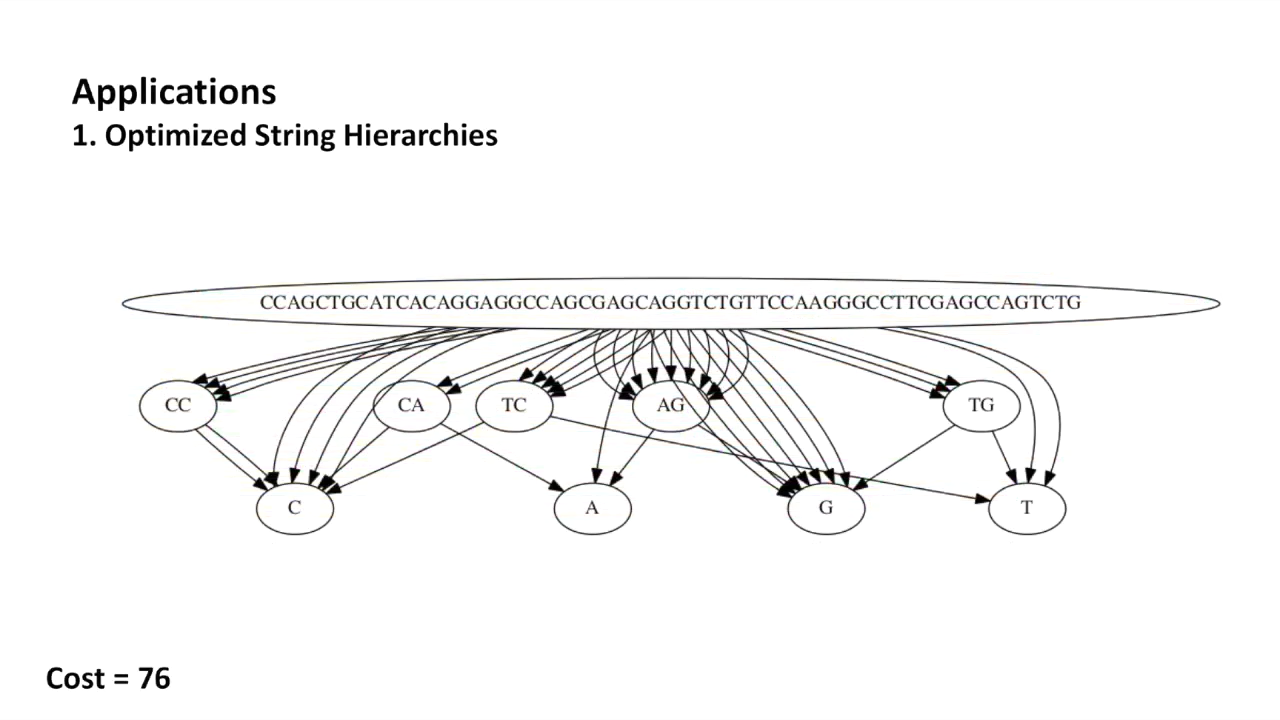 Applications
1. Optimized String Hierarchies
CCAGCTGCATCACAGGAGGCCAGCGAGCAGGTCTGTTCCAAGGGCCTTCGAGCCAGTCTG
CC CA TC AG TG
C A G T
Cost = 76